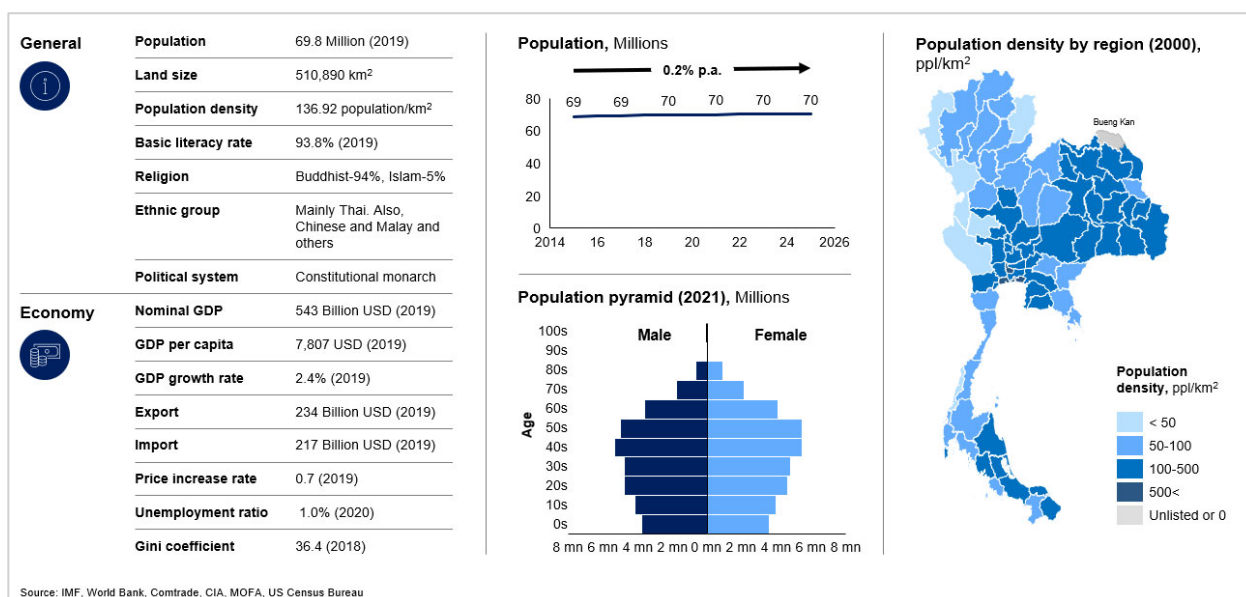 General
Population 69.8 Million (2019)
Land size 510,890 km²
Population density 136.92 population/km²
Basic literacy rate 93.8% (2019)
Religion Buddhist-94%, Islam-5%
Ethnic group Mainly Thai. Also,
Chinese and Malay and
others
Political system Constitutional monarch
Economy
Nominal GDP 543 Billion USD (2019)
GDP per capita 7,807 USD (2019)
GDP growth rate 2.4% (2019)
Export 234 Billion USD (2019)
Import 217 Billion USD (2019)
Price increase rate 0.7 (2019)
Unemployment ratio 1.0% (2020)
Gini coefficient 36.4 (2018)
Population, Millions
0.2% p.a.
80
69 69 70 70 70 70
60
40
20
0
2014 16 18 20 22 24 2026
Population pyramid (2021), Millions
Male Female
Age
100s
90s
80s
70s
60s
50s
40s
30s
20s
10s
0s
8 mn 6 mn 4 mn 2 mn 0 mn 2 mn 4 mn 6 mn 8 mn
Population density by region (2000),
ppl/km²
Bueng Kan
Population
density, ppl/km²
< 50
50-100
100-500
500<
Unlisted or 0
Source: IMF, World Bank, Comtrade, CIA, MOFA, US Census Bureau